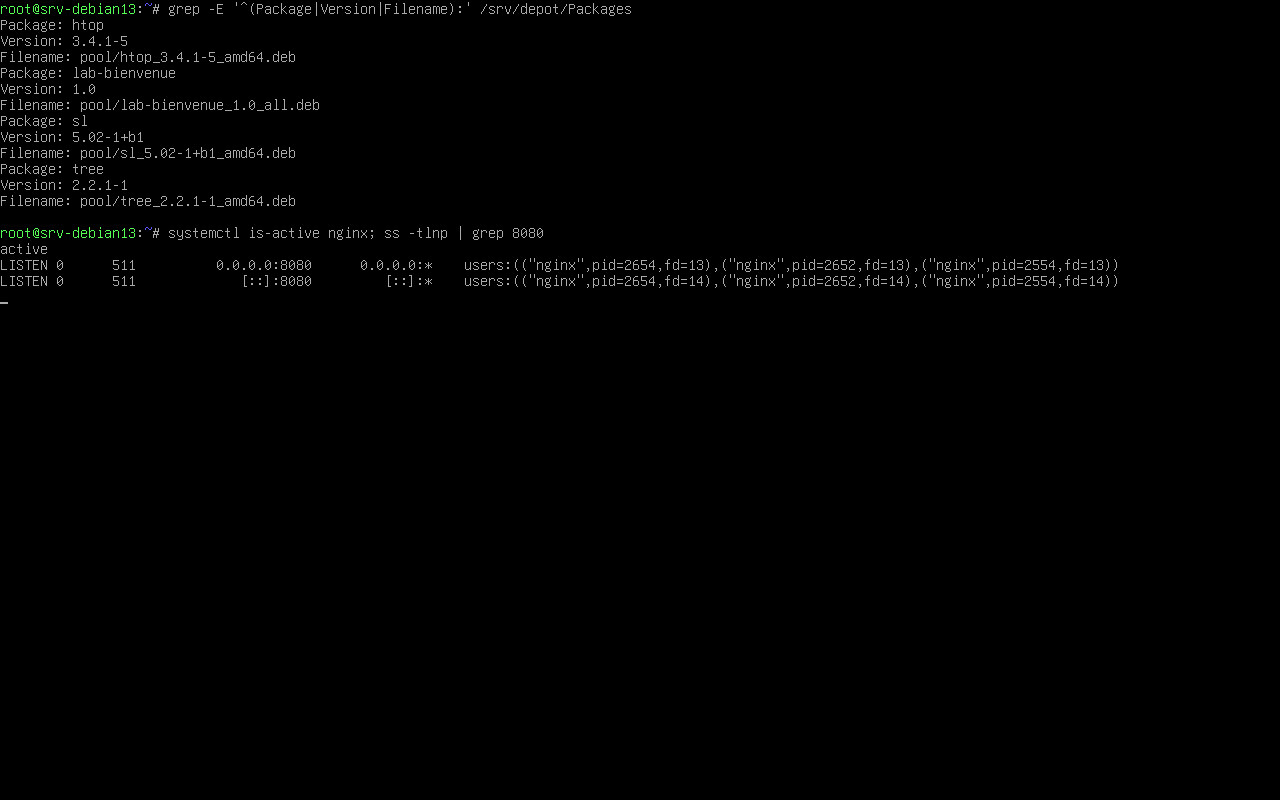 root@srv-debian13:~# grep -E '^(Package|Version|Filename):' /srv/depot/Packages
Package: htop
Version: 3.4.1-5
Filename: pool/htop_3.4.1-5_amd64.deb
Package: lab-bienvenue
Version: 1.0
Filename: pool/lab-bienvenue_1.0_all.deb
Package: sl
Version: 5.02-1+b1
Filename: pool/sl_5.02-1+b1_amd64.deb
Package: tree
Version: 2.2.1-1
Filename: pool/tree_2.2.1-1_amd64.deb
root@srv-debian13:~# systemctl is-active nginx; ss -tlnp | grep 8080
active
LISTEN 0      511          0.0.0.0:8080      0.0.0.0:*    users:(("nginx",pid=2654,fd=13),("nginx",pid=2652,fd=13),("nginx",pid=2554,fd=13))
LISTEN 0      511             [::]:8080         [::]:*    users:(("nginx",pid=2654,fd=14),("nginx",pid=2652,fd=14),("nginx",pid=2554,fd=14))